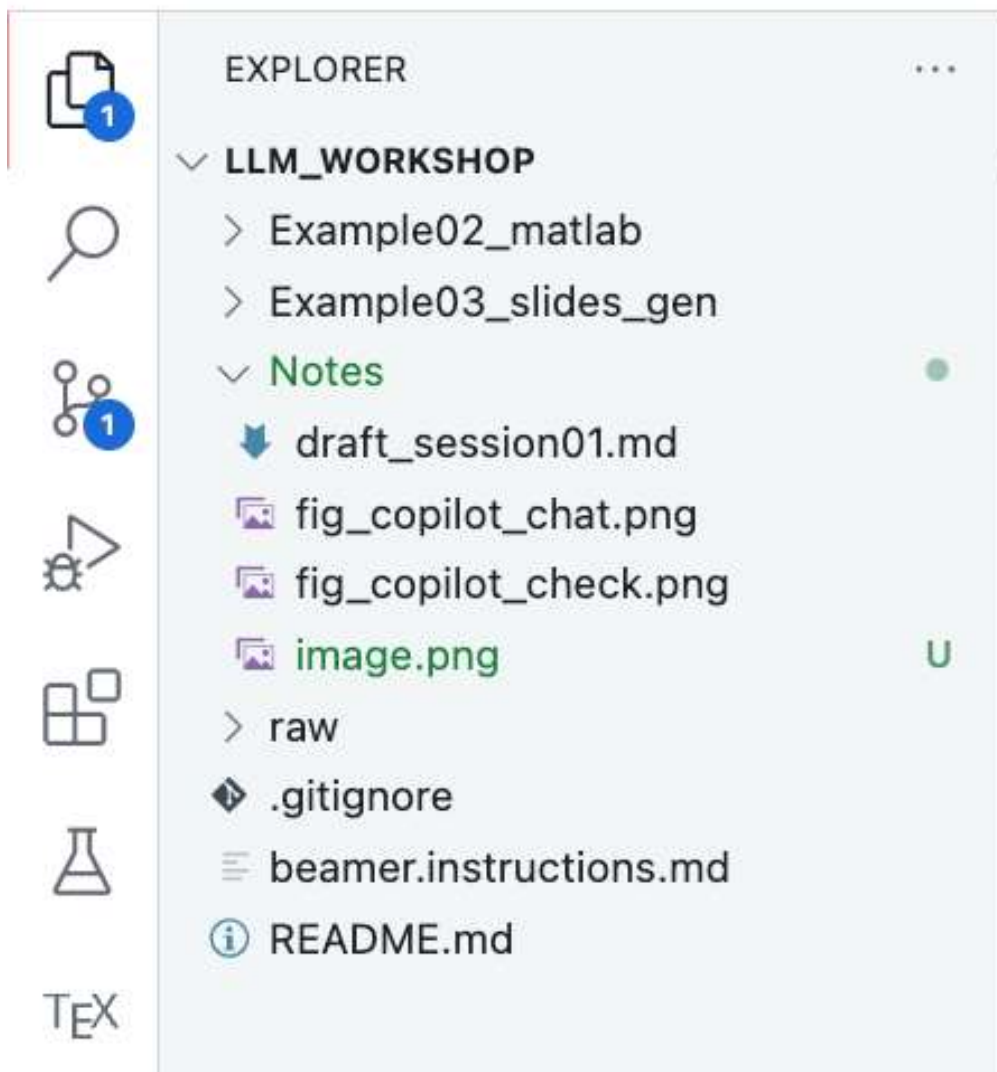 EXPLORER ...
1
LLM_WORKSHOP
Example02_matlab
Example03_slides_gen
Notes
1
draft_session01.md
fig_copilot_chat.png
fig_copilot_check.png
image.png U
raw
.gitignore
beamer.instructions.md
README.md
TEX